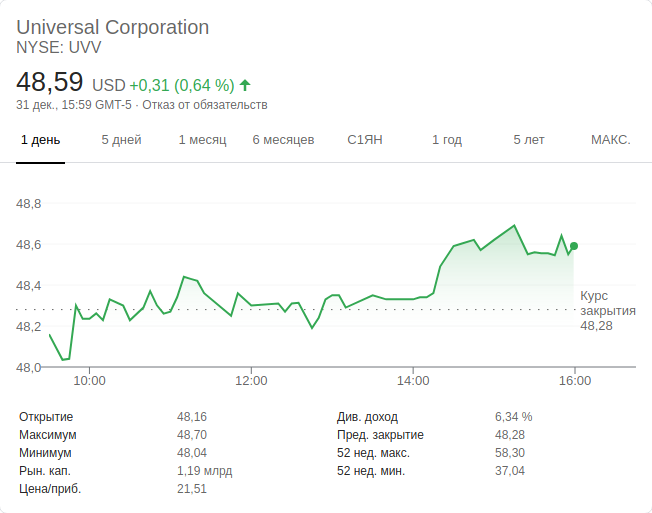 Universal Corporation
NYSE: UVV
48,59 USD +0,31 (0,64 %)
31 дек., 15:59 GMT-5 · Отказ от обязательств
1 день 5 дней 1 месяц 6 месяцев С1ЯН 1 год 5 лет МАКС.
48,8
48,6
48,4
48,2
48,0
Курс
закрытия
48,28
10:00 12:00 14:00 16:00
Открытие 48,16 Див. доход 6,34 %
Максимум 48,70 Пред. закрытие 48,28
Минимум 48,04 52 нед. макс. 58,30
Рын. кап. 1,19 млрд 52 нед. мин. 37,04
Цена/приб. 21,51